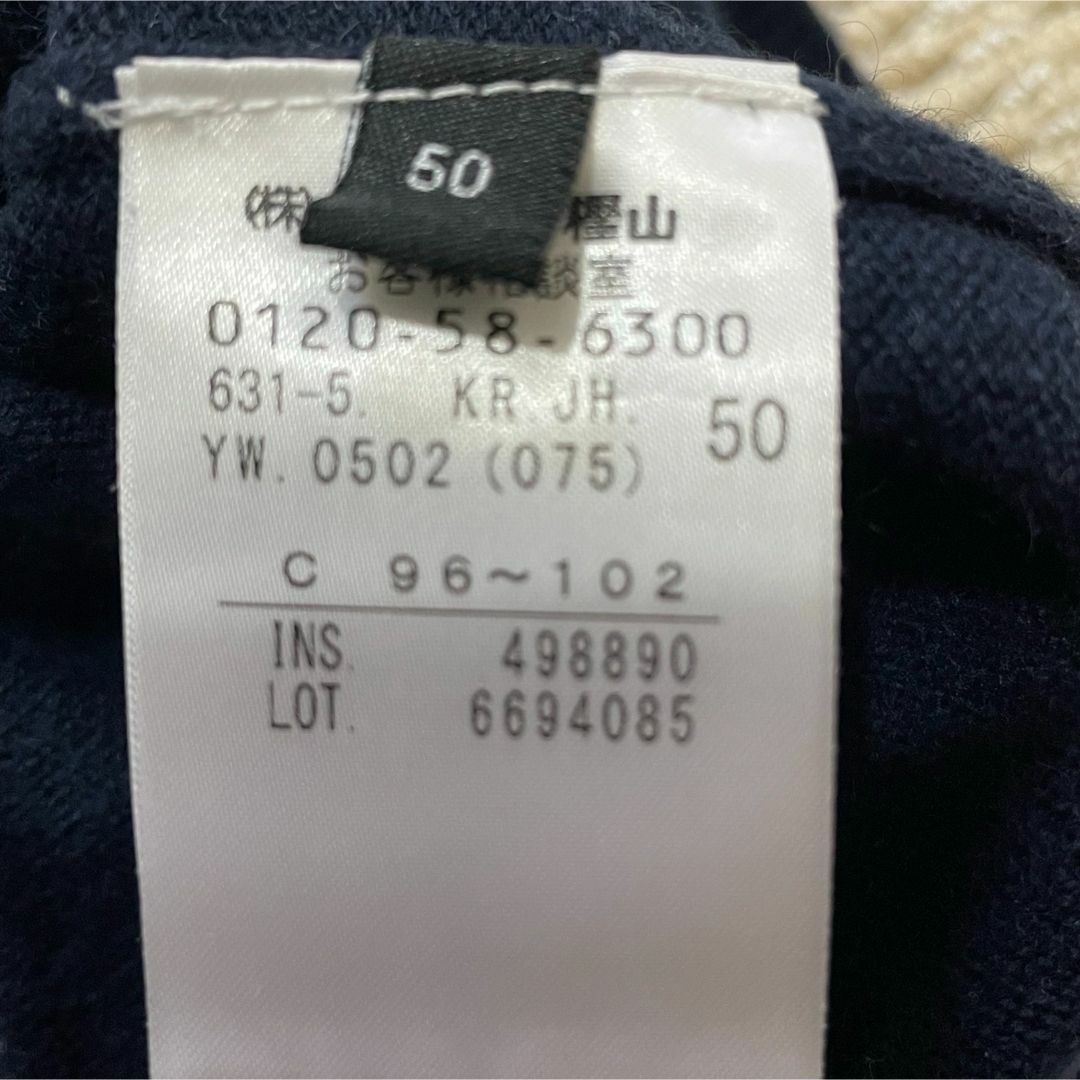 50
(株) 樫山
お客様相談室
0120-58-6300
631-5. KR.JH. 50
YW. 0502 (075)
C 96~102
INS. 498890
LOT. 6694085